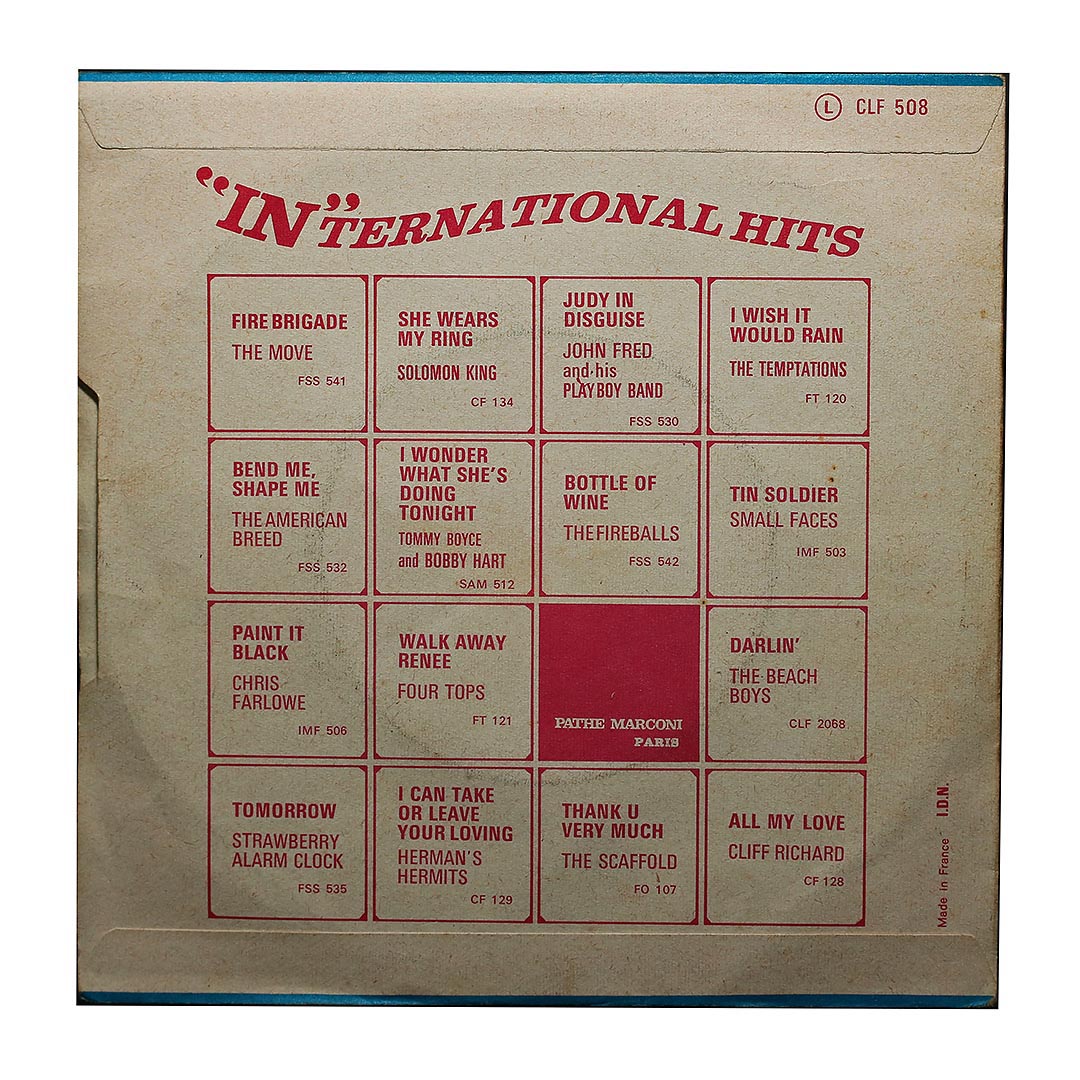 Ⓛ CLF 508
“IN”TERNATIONAL HITS
FIRE BRIGADE
THE MOVE
FSS 541
SHE WEARS
MY RING
SOLOMON KING
CF 134
JUDY IN
DISGUISE
JOHN FRED
and his
PLAYBOY BAND
FSS 530
I WISH IT
WOULD RAIN
THE TEMPTATIONS
FT 120
BEND ME,
SHAPE ME
THE AMERICAN
BREED
FSS 532
I WONDER
WHAT SHE'S
DOING
TONIGHT
TOMMY BOYCE
and BOBBY HART
SAM 512
BOTTLE OF
WINE
THE FIREBALLS
FSS 542
TIN SOLDIER
SMALL FACES
IMF 503
PAINT IT
BLACK
CHRIS
FARLOWE
IMF 506
WALK AWAY
RENEE
FOUR TOPS
FT 121
PATHE MARCONI
PARIS
DARLIN'
THE BEACH
BOYS
CLF 2068
TOMORROW
STRAWBERRY
ALARM CLOCK
FSS 535
I CAN TAKE
OR LEAVE
YOUR LOVING
HERMAN'S
HERMITS
CF 129
THANK U
VERY MUCH
THE SCAFFOLD
FO 107
ALL MY LOVE
CLIFF RICHARD
CF 128
Made in France I.D.N.